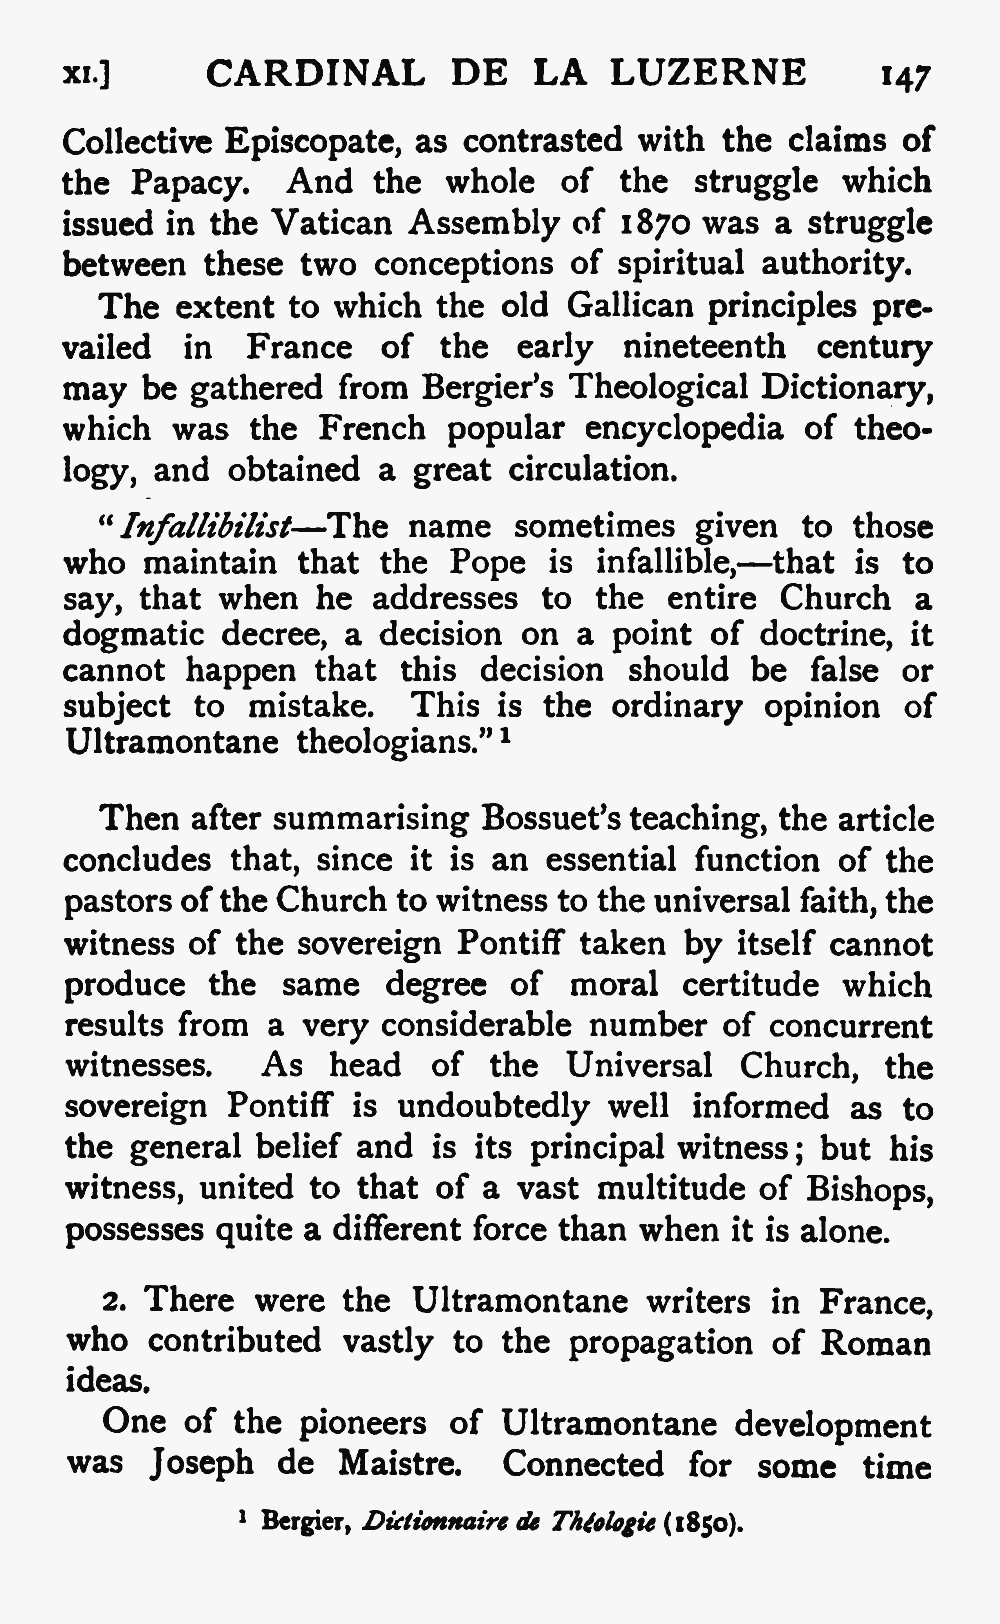 XI.] CARDINAL DE LA LUZERNE 147
Collective Episcopate, as contrasted with the claims of
the Papacy. And the whole of the struggle which
issued in the Vatican Assembly of 1870 was a struggle
between these two conceptions of spiritual authority.
The extent to which the old Gallican principles pre-
vailed in France of the early nineteenth century
may be gathered from Bergier's Theological Dictionary,
which was the French popular encyclopedia of theo-
logy, and obtained a great circulation.
"Infallibilist—The name sometimes given to those
who maintain that the Pope is infallible,—that is to
say, that when he addresses to the entire Church a
dogmatic decree, a decision on a point of doctrine, it
cannot happen that this decision should be false or
subject to mistake. This is the ordinary opinion of
Ultramontane theologians." 1
Then after summarising Bossuet's teaching, the article
concludes that, since it is an essential function of the
pastors of the Church to witness to the universal faith, the
witness of the sovereign Pontiff taken by itself cannot
produce the same degree of moral certitude which
results from a very considerable number of concurrent
witnesses. As head of the Universal Church, the
sovereign Pontiff is undoubtedly well informed as to
the general belief and is its principal witness; but his
witness, united to that of a vast multitude of Bishops,
possesses quite a different force than when it is alone.
2. There were the Ultramontane writers in France,
who contributed vastly to the propagation of Roman
ideas.
One of the pioneers of Ultramontane development
was Joseph de Maistre. Connected for some time
1 Bergier, Dictionnaire de Théologie (1850).